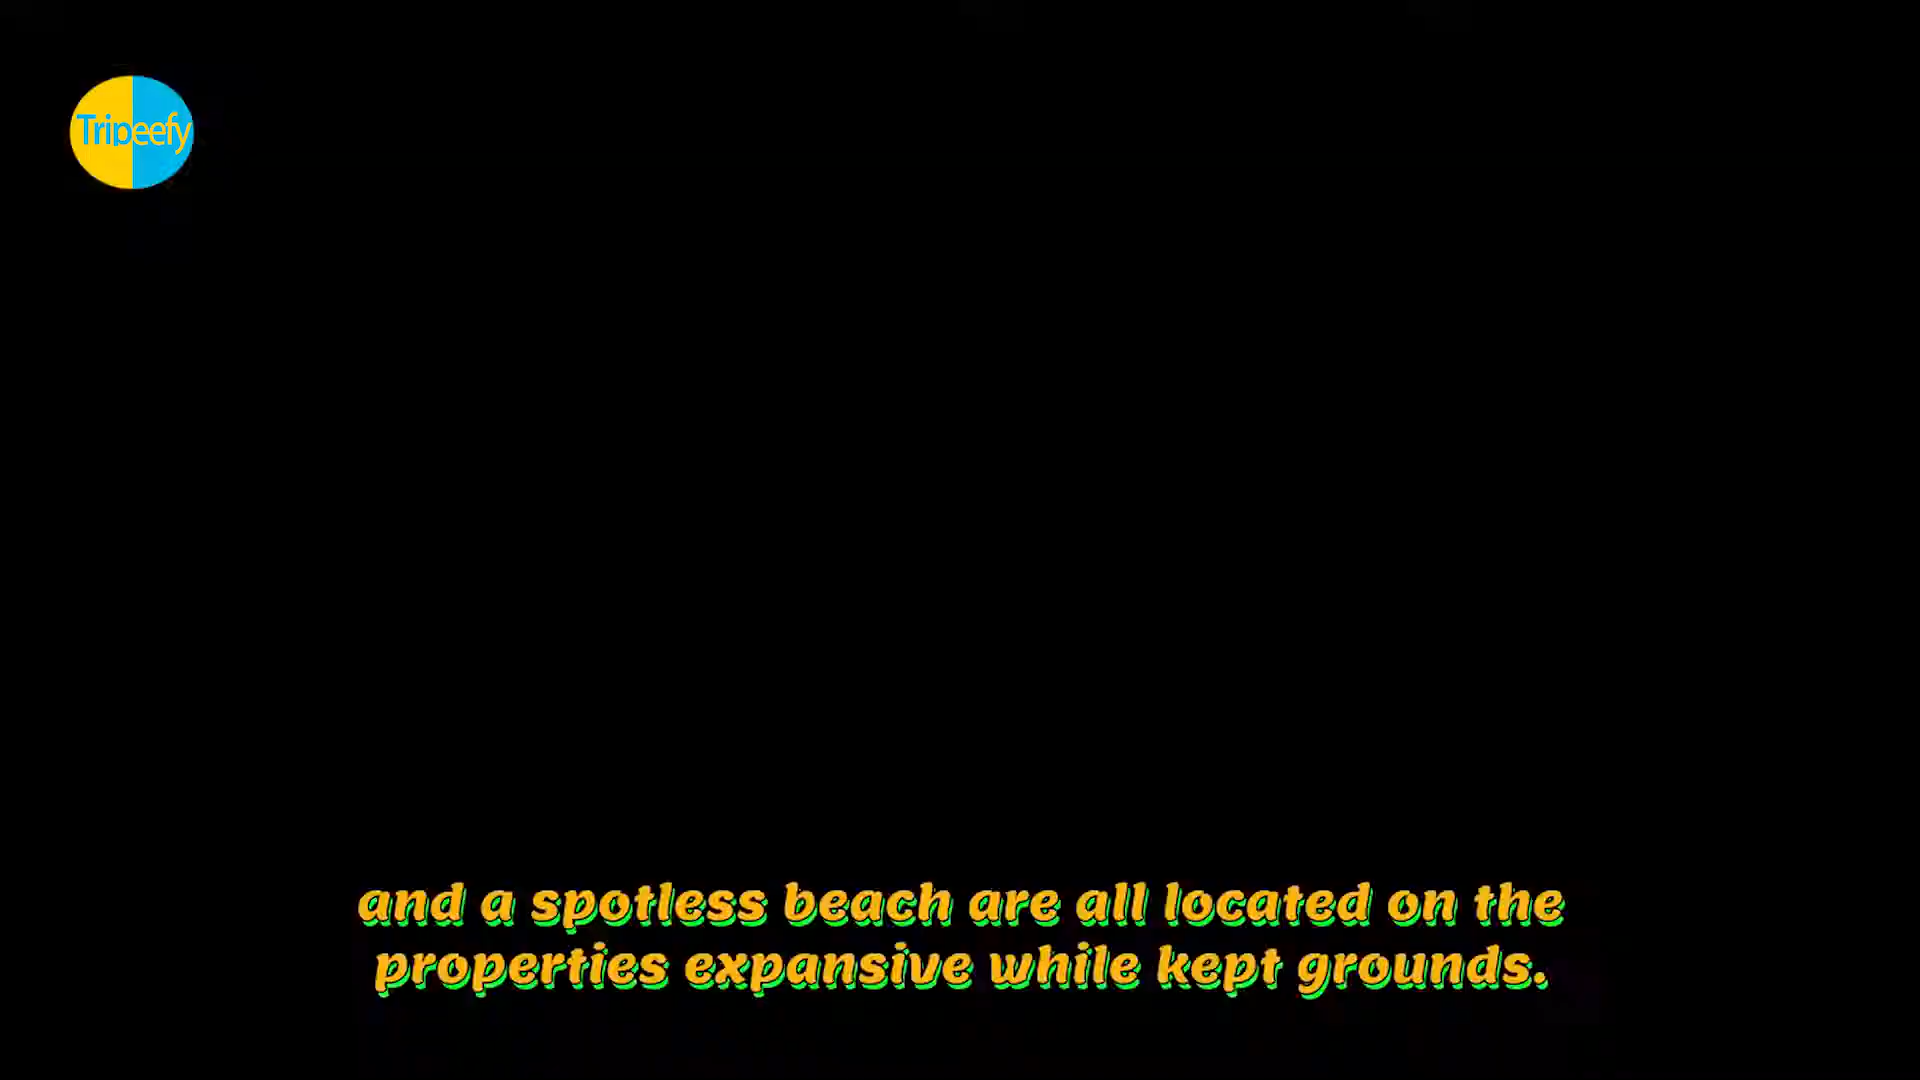 Tripeefy
and a spotless beach are all located on the
properties expansive while kept grounds.